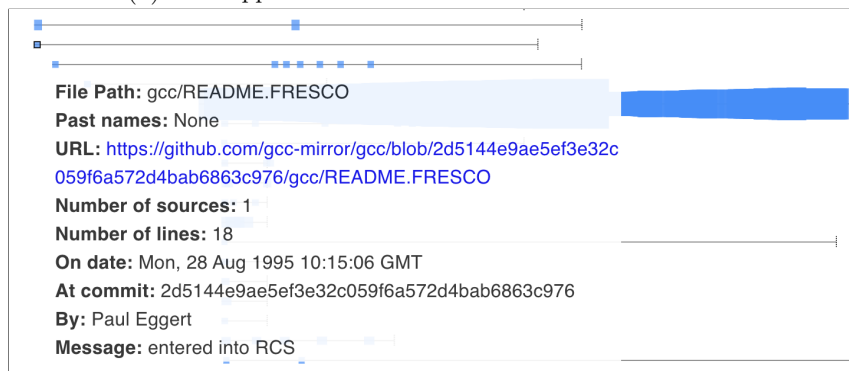 File Path: gcc/README.FRESCO
Past names: None
URL: https://github.com/gcc-mirror/gcc/blob/2d5144e9ae5ef3e32c
059f6a572d4bab6863c976/gcc/README.FRESCO
Number of sources: 1
Number of lines: 18
On date: Mon, 28 Aug 1995 10:15:06 GMT
At commit: 2d5144e9ae5ef3e32c059f6a572d4bab6863c976
By: Paul Eggert
Message: entered into RCS